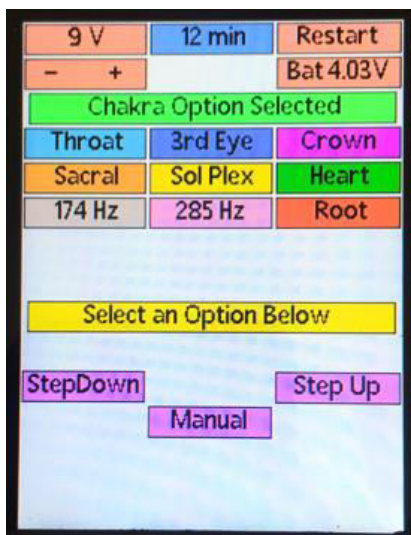 9 V 12 min Restart
- + Bat 4.03V
Chakra Option Selected
Throat 3rd Eye Crown
Sacral Sol Plex Heart
174 Hz 285 Hz Root
Select an Option Below
StepDown Step Up
Manual